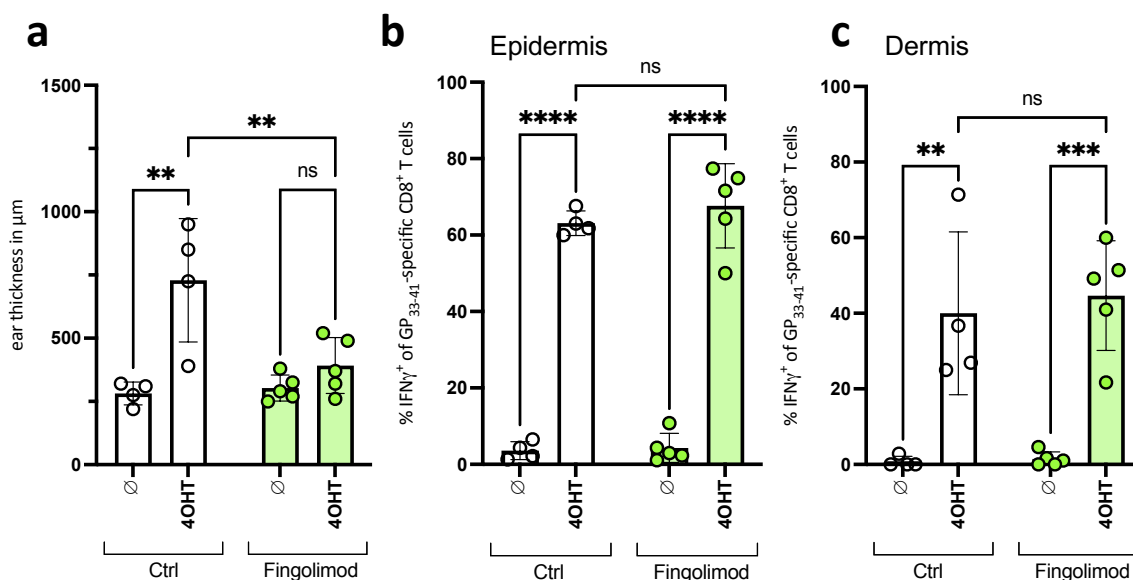 a
ear thickness in µm
1500
1000
500
0
**
**
ns
∅
4OHT
∅
4OHT
Ctrl
Fingolimod
b
Epidermis
% IFNγ⁺ of GP₃₃₋₄₁-specific CD8⁺ T cells
100
80
60
40
20
0
ns
****
****
∅
4OHT
∅
4OHT
Ctrl
Fingolimod
c
Dermis
% IFNγ⁺ of GP₃₃₋₄₁-specific CD8⁺ T cells
100
80
60
40
20
0
ns
**
***
∅
4OHT
∅
4OHT
Ctrl
Fingolimod